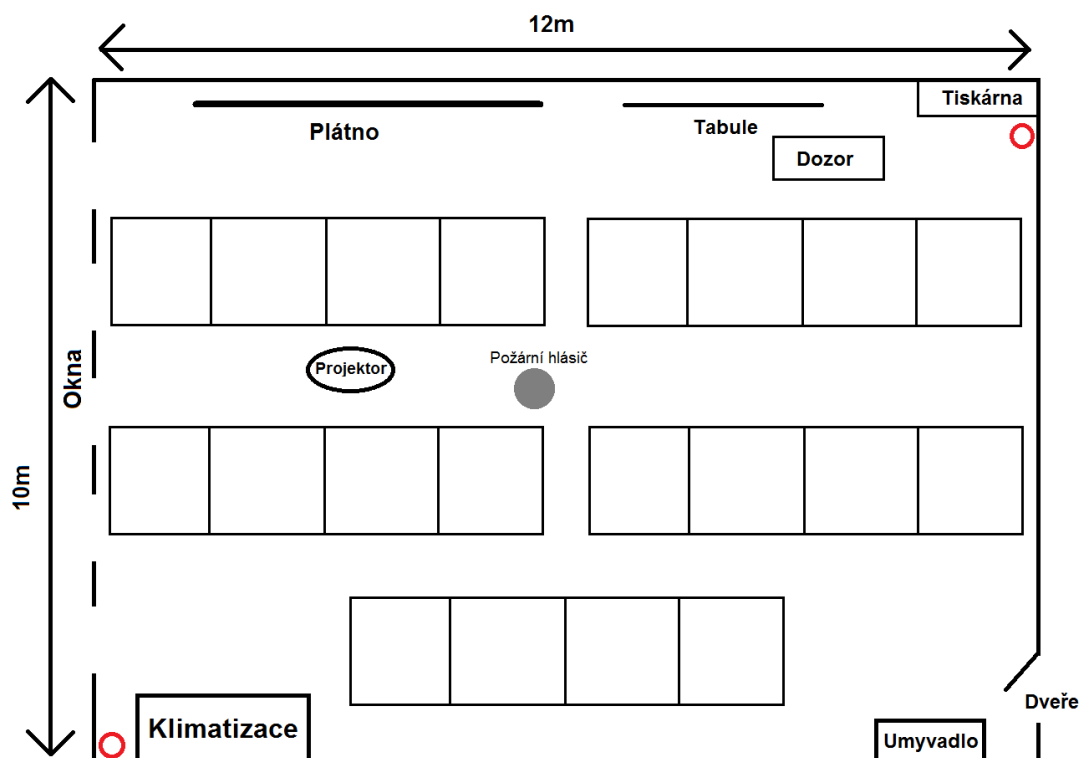 12m
Tiskárna
Plátno
Tabule
Dozor
Požární hlásič
Projektor
Okna
10m
Dveře
Klimatizace
Umyvadlo